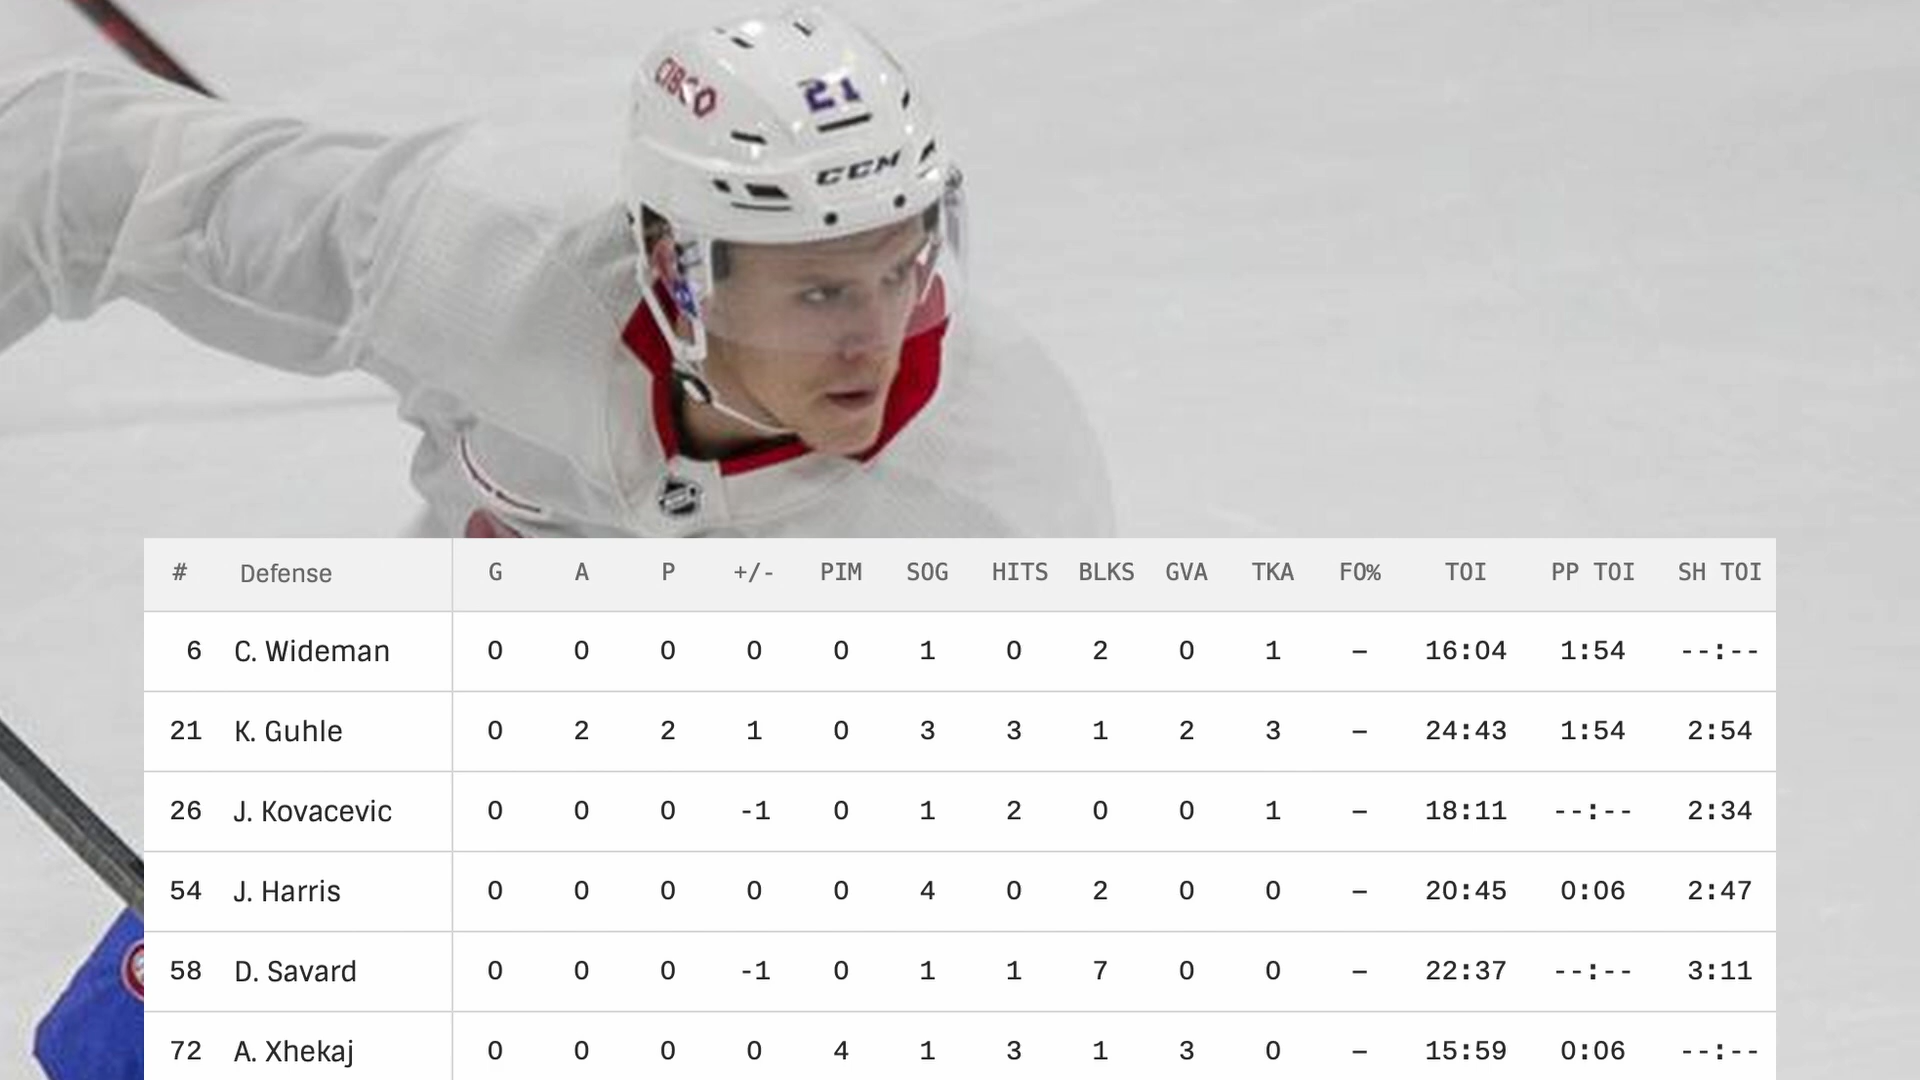 CIBC
21
CCM
# Defense G A P +/- PIM SOG HITS BLKS GVA TKA FO% TOI PP TOI SH TOI
6 C. Wideman 0 0 0 0 0 1 0 2 0 1 – 16:04 1:54 --:--
21 K. Guhle 0 2 2 1 0 3 3 1 2 3 – 24:43 1:54 2:54
26 J. Kovacevic 0 0 0 -1 0 1 2 0 0 1 – 18:11 --:-- 2:34
54 J. Harris 0 0 0 0 0 4 0 2 0 0 – 20:45 0:06 2:47
58 D. Savard 0 0 0 -1 0 1 1 7 0 0 – 22:37 --:-- 3:11
72 A. Xhekaj 0 0 0 0 4 1 3 1 3 0 – 15:59 0:06 --:--